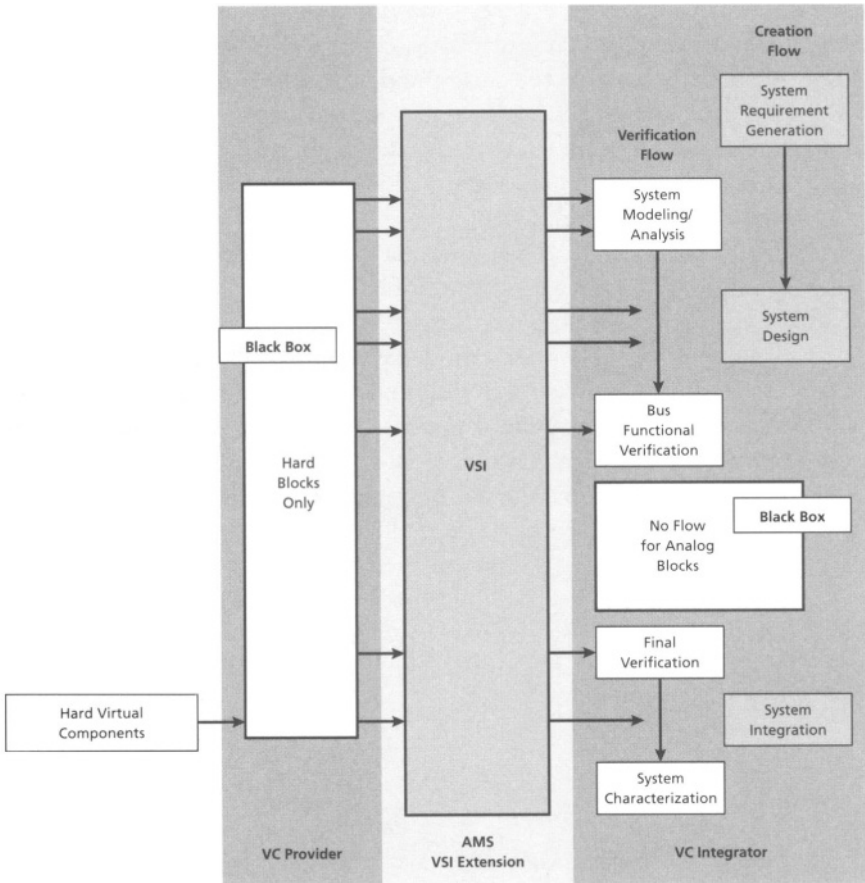 Creation
Flow
System
Requirement
Generation
Verification
Flow
System
Modeling/
Analysis
System
Design
Black Box
Bus
Functional
Verification
Hard
Blocks
Only
VSI
Black Box
No Flow
for Analog
Blocks
Final
Verification
Hard Virtual
Components
System
Integration
System
Characterization
VC Provider
AMS
VSI Extension
VC Integrator